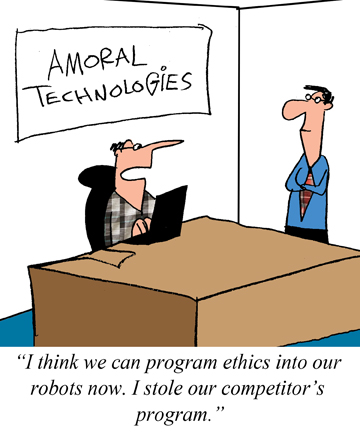 AMORAL
TECHNOLOGIES
“I think we can program ethics into our
robots now. I stole our competitor’s
program.”